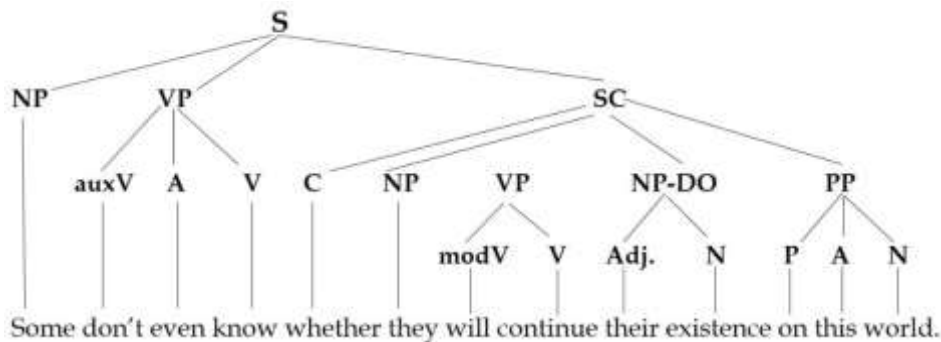 S
NP VP SC
auxV A V C NP VP NP-DO PP
modV V Adj. N P A N
Some don't even know whether they will continue their existence on this world.